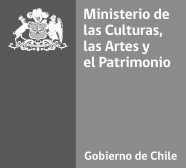 Ministerio de
las Culturas,
las Artes y
el Patrimonio
Gobierno de Chile